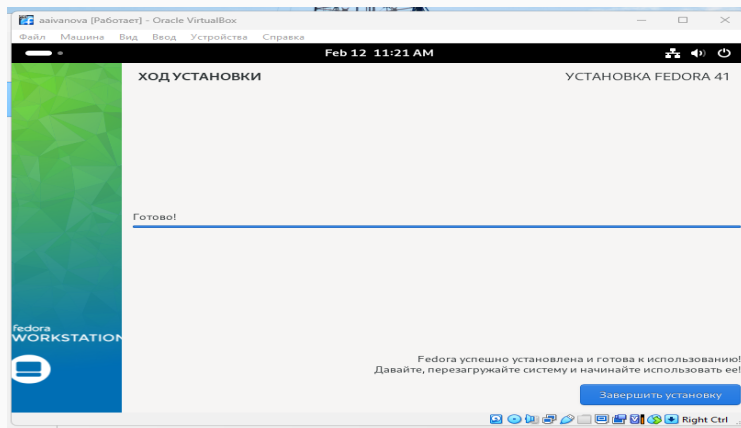 aaivanova [Работает] - Oracle VirtualBox
Файл Машина Вид Ввод Устройства Справка
Feb 12 11:21 AM
ХОД УСТАНОВКИ
УСТАНОВКА FEDORA 41
Готово!
fedora
WORKSTATION
Fedora успешно установлена и готова к использованию!
Давайте, перезагружайте систему и начинайте использовать ее!
Завершить установку
Right Ctrl